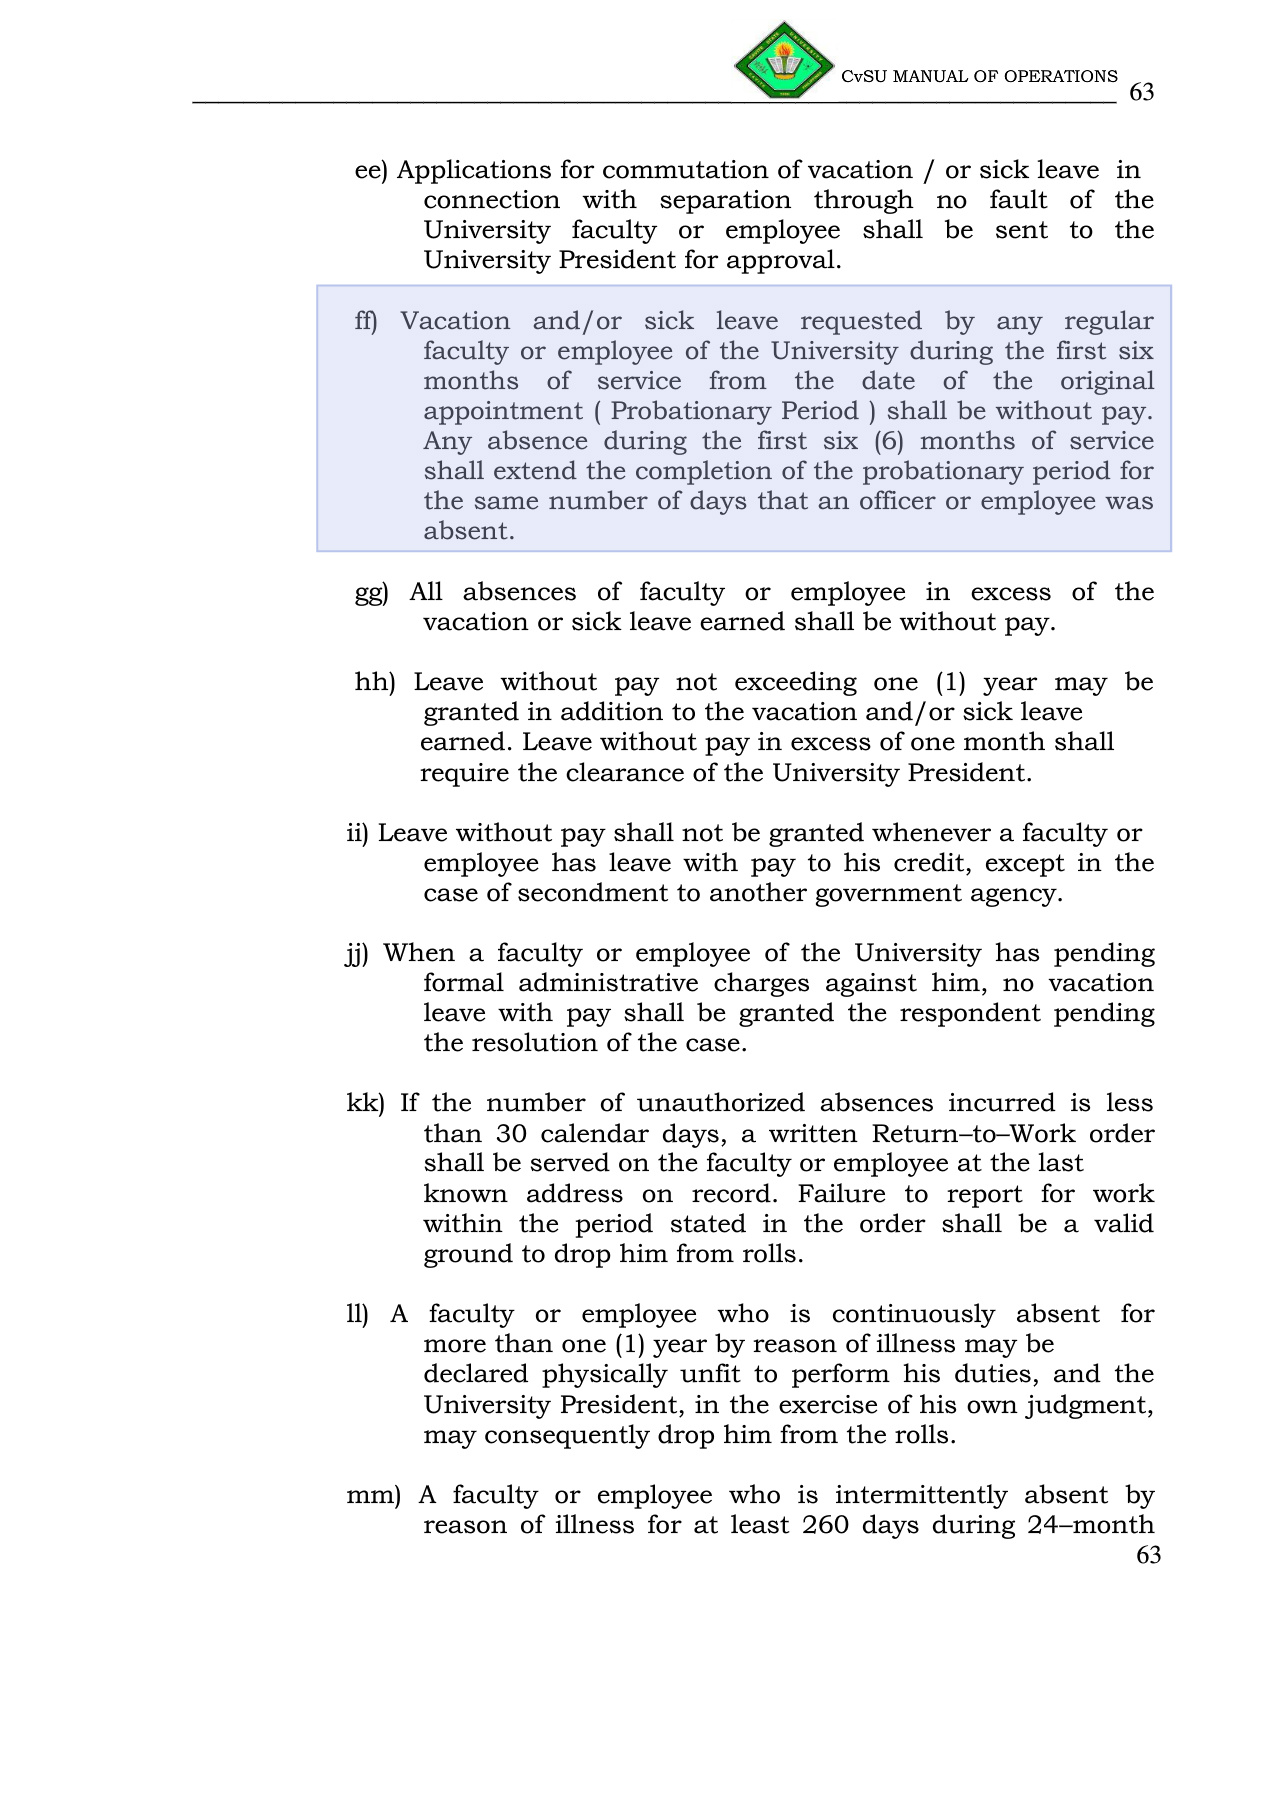 CvSU MANUAL OF OPERATIONS
63
ee) Applications for commutation of vacation / or sick leave in
connection with separation through no fault of the
University faculty or employee shall be sent to the
University President for approval.
ff) Vacation and/or sick leave requested by any regular
faculty or employee of the University during the first six
months of service from the date of the original
appointment ( Probationary Period ) shall be without pay.
Any absence during the first six (6) months of service
shall extend the completion of the probationary period for
the same number of days that an officer or employee was
absent.
gg) All absences of faculty or employee in excess of the
vacation or sick leave earned shall be without pay.
hh) Leave without pay not exceeding one (1) year may be
granted in addition to the vacation and/or sick leave
earned. Leave without pay in excess of one month shall
require the clearance of the University President.
ii) Leave without pay shall not be granted whenever a faculty or
employee has leave with pay to his credit, except in the
case of secondment to another government agency.
jj) When a faculty or employee of the University has pending
formal administrative charges against him, no vacation
leave with pay shall be granted the respondent pending
the resolution of the case.
kk) If the number of unauthorized absences incurred is less
than 30 calendar days, a written Return–to–Work order
shall be served on the faculty or employee at the last
known address on record. Failure to report for work
within the period stated in the order shall be a valid
ground to drop him from rolls.
ll) A faculty or employee who is continuously absent for
more than one (1) year by reason of illness may be
declared physically unfit to perform his duties, and the
University President, in the exercise of his own judgment,
may consequently drop him from the rolls.
mm) A faculty or employee who is intermittently absent by
reason of illness for at least 260 days during 24–month
63